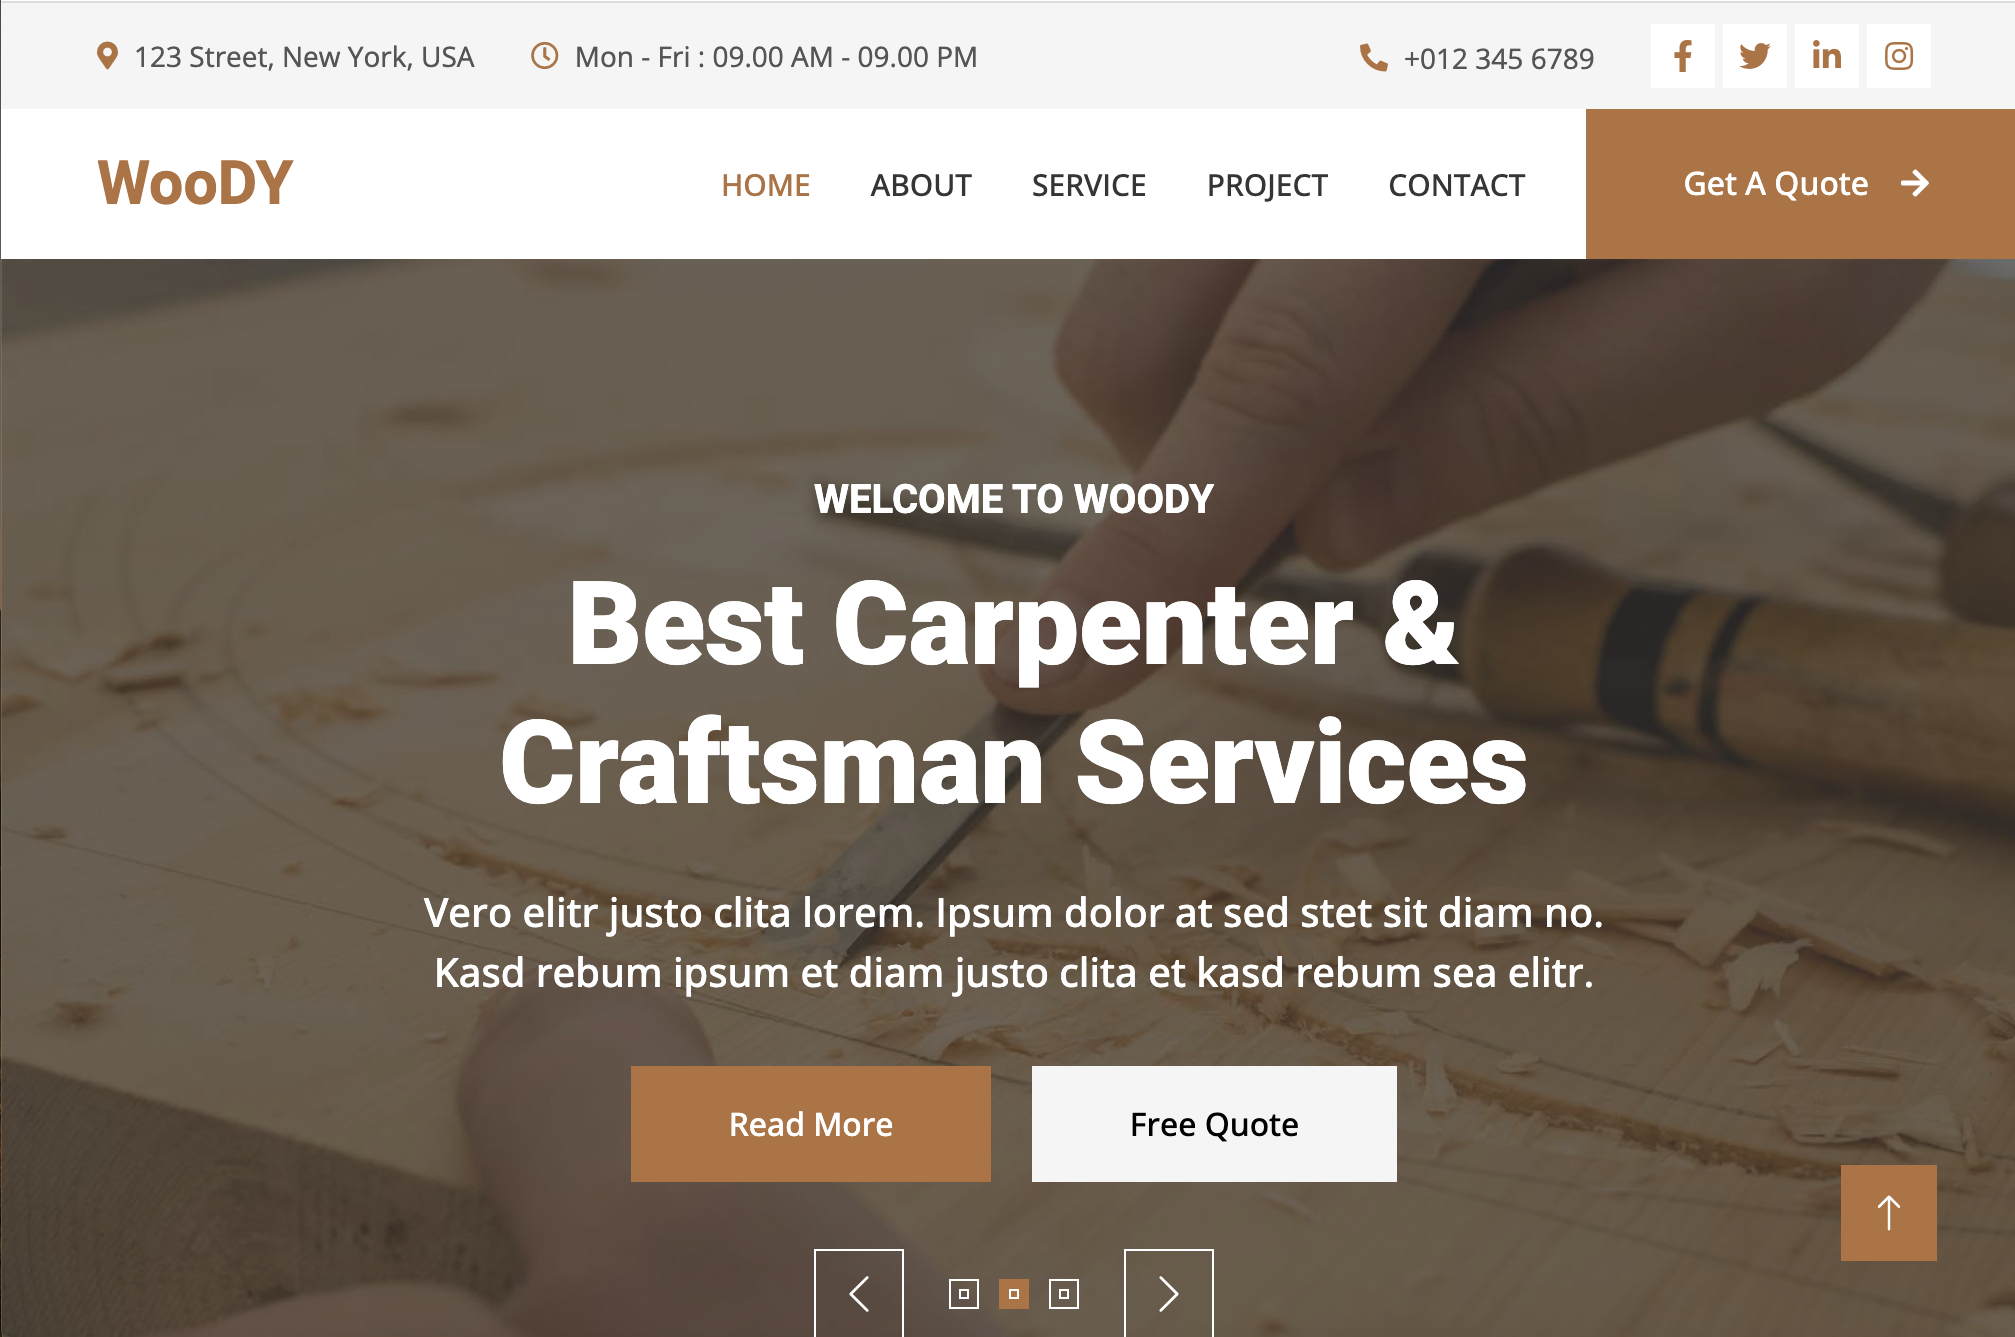 123 Street, New York, USA
Mon - Fri : 09.00 AM - 09.00 PM
+012 345 6789
WooDY
HOME
ABOUT
SERVICE
PROJECT
CONTACT
Get A Quote
WELCOME TO WOODY
Best Carpenter &
Craftsman Services
Vero elitr justo clita lorem. Ipsum dolor at sed stet sit diam no.
Kasd rebum ipsum et diam justo clita et kasd rebum sea elitr.
Read More
Free Quote